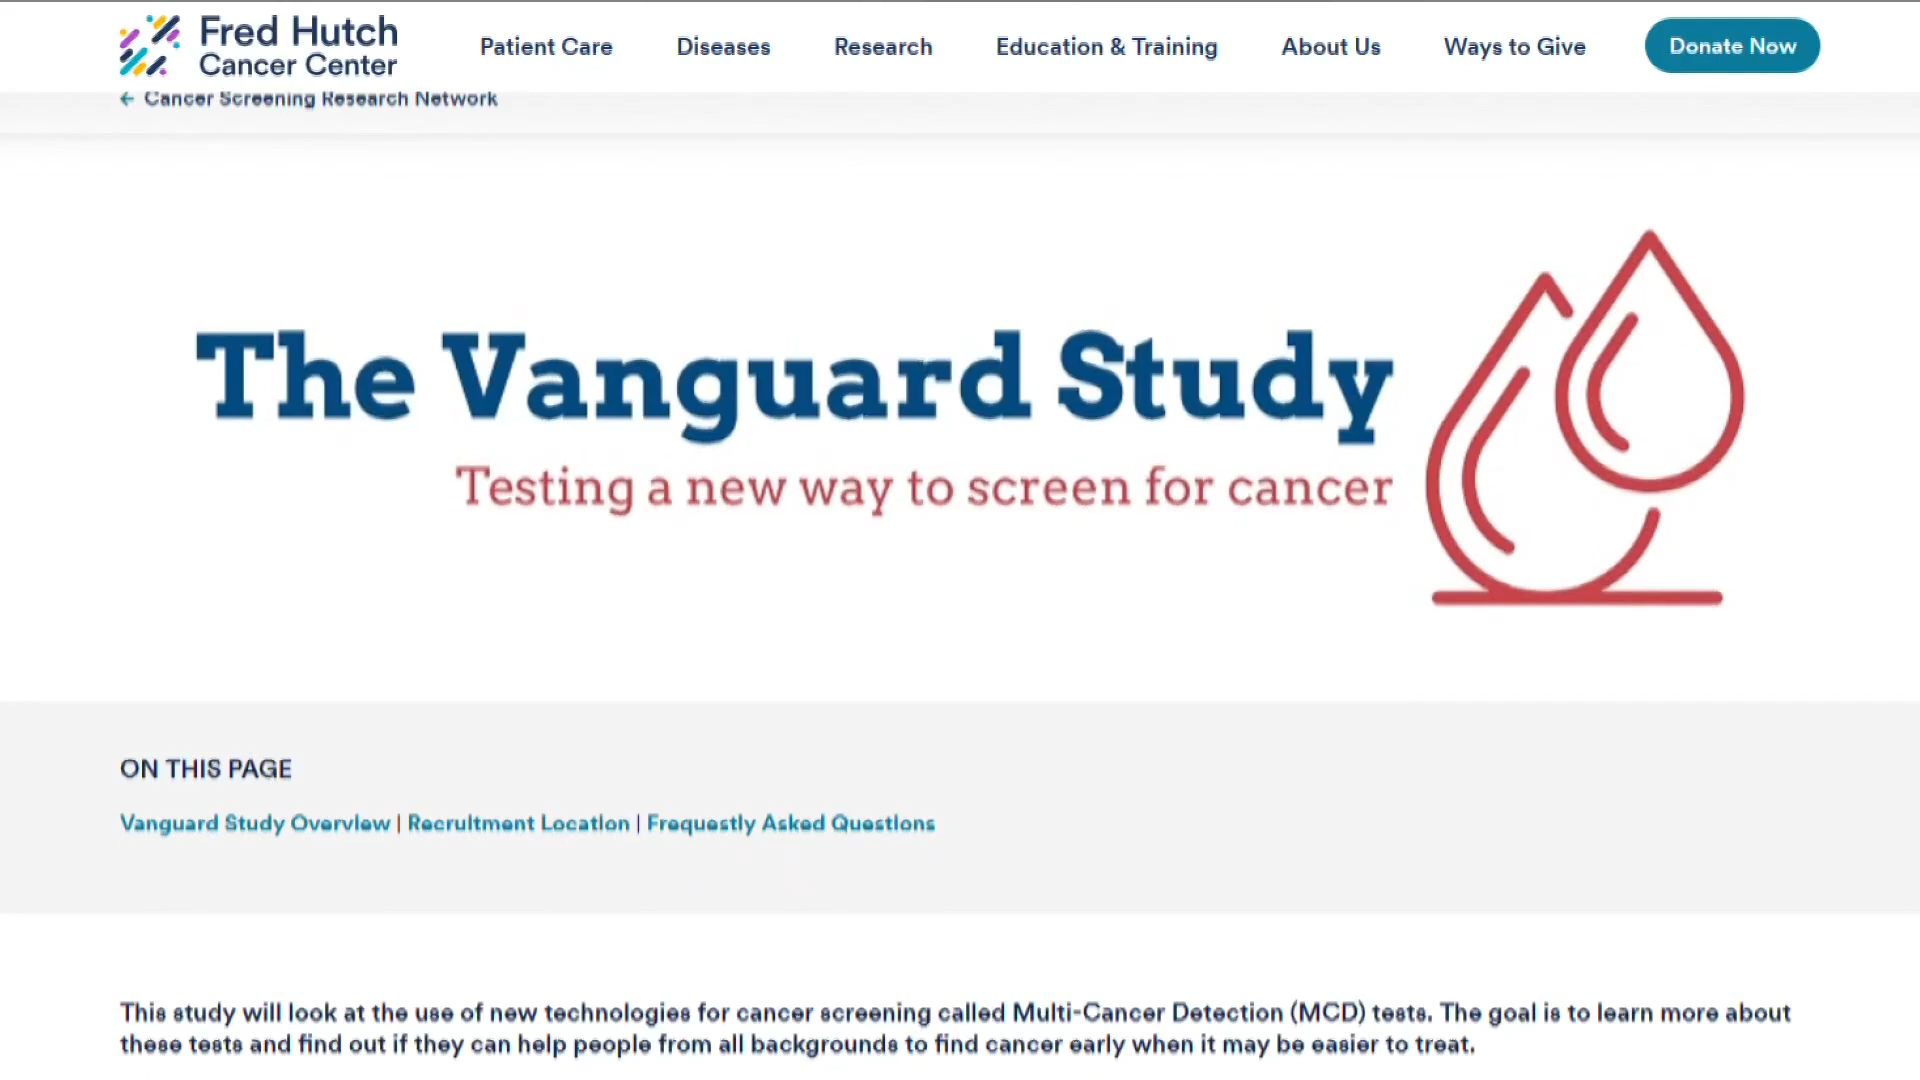 Fred Hutch
Cancer Center
Patient Care
Diseases
Research
Education & Training
About Us
Ways to Give
Donate Now
← Cancer Screening Research Network
The Vanguard Study
Testing a new way to screen for cancer
ON THIS PAGE
Vanguard Study Overview | Recruitment Location | Frequestly Asked Questions
This study will look at the use of new technologies for cancer screening called Multi-Cancer Detection (MCD) tests. The goal is to learn more about
these tests and find out if they can help people from all backgrounds to find cancer early when it may be easier to treat.